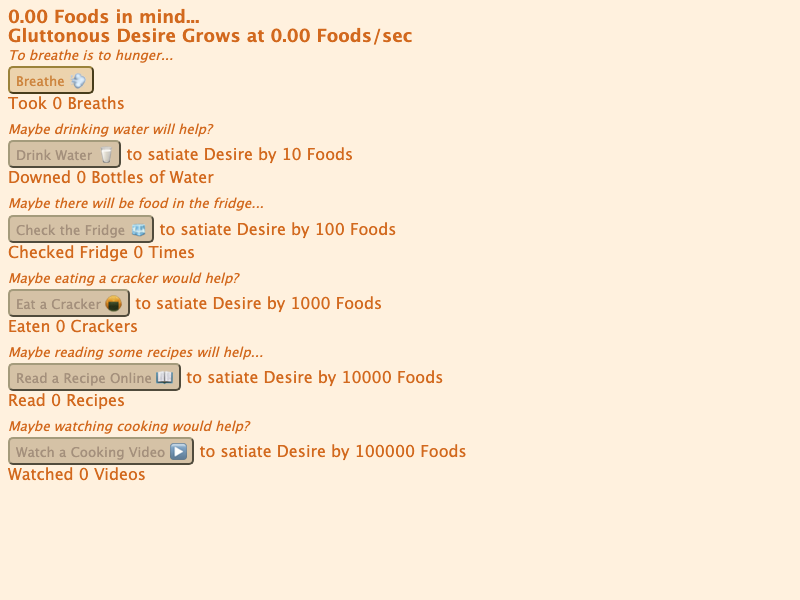 0.00 Foods in mind...
Gluttonous Desire Grows at 0.00 Foods/sec
To breathe is to hunger...
Breathe 💨
Took 0 Breaths
Maybe drinking water will help?
Drink Water 🥛 to satiate Desire by 10 Foods
Downed 0 Bottles of Water
Maybe there will be food in the fridge...
Check the Fridge 🧊 to satiate Desire by 100 Foods
Checked Fridge 0 Times
Maybe eating a cracker would help?
Eat a Cracker 🍘 to satiate Desire by 1000 Foods
Eaten 0 Crackers
Maybe reading some recipes will help...
Read a Recipe Online 📖 to satiate Desire by 10000 Foods
Read 0 Recipes
Maybe watching cooking would help?
Watch a Cooking Video ▶️ to satiate Desire by 100000 Foods
Watched 0 Videos